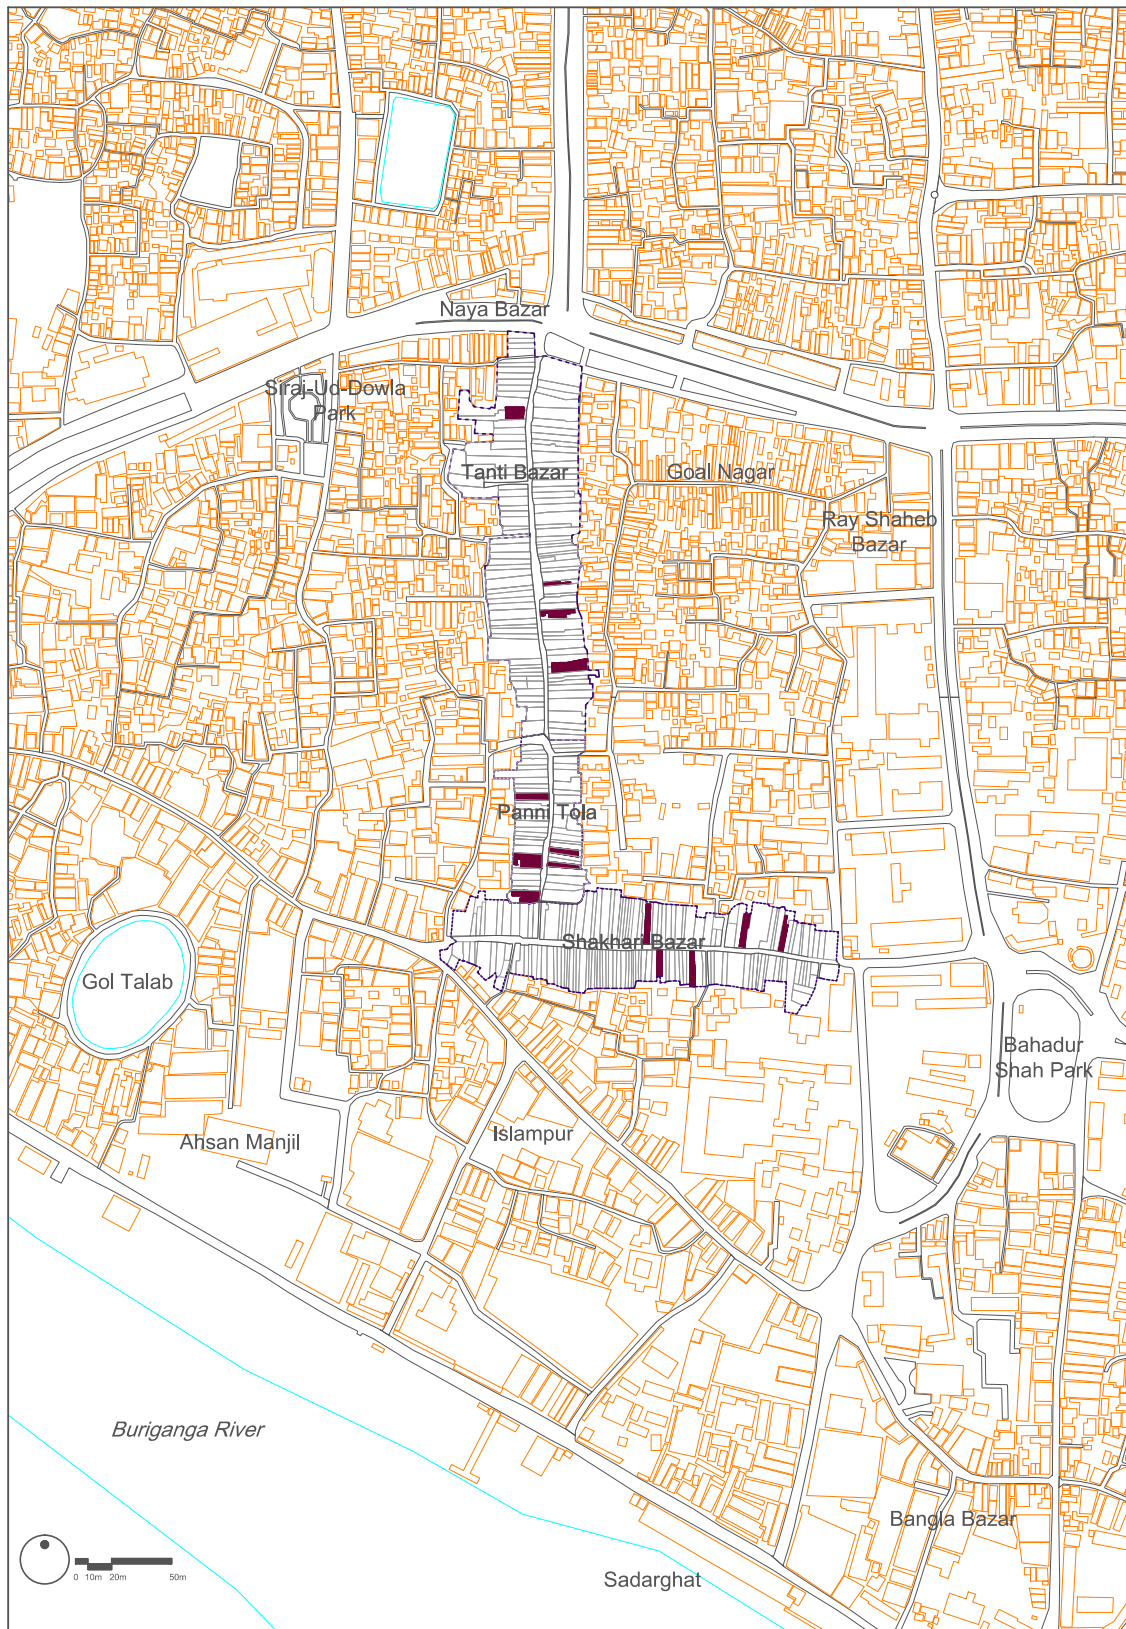 Naya Bazar
Siraj-Ud-Dowla
Park
Tanti Bazar
Goal Nagar
Ray Shaheb
Bazar
Panni Tola
Shakhari Bazar
Gol Talab
Bahadur
Shah Park
Islampur
Ahsan Manjil
Buriganga River
Bangla Bazar
Sadarghat
0 10m 20m 50m